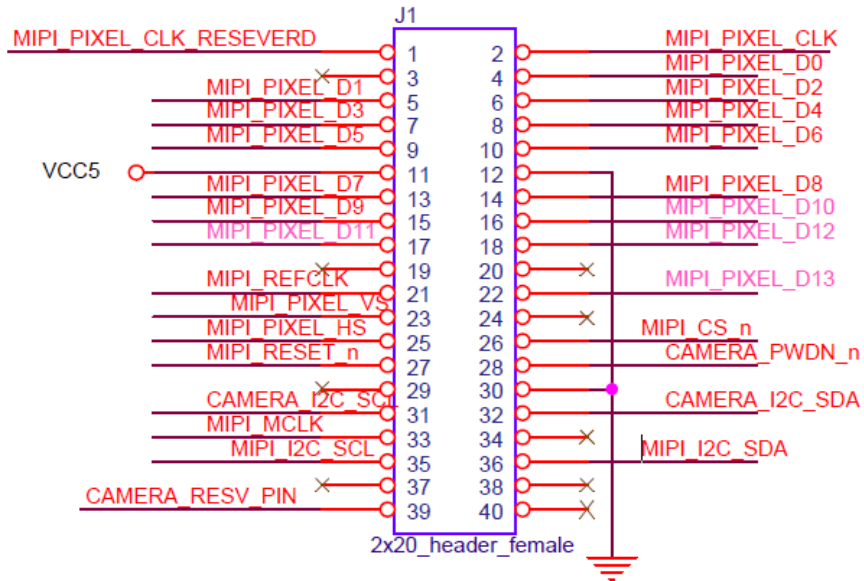 J1
MIPI_PIXEL_CLK_RESEVERD 1 2 MIPI_PIXEL_CLK
3 4 MIPI_PIXEL_D0
MIPI_PIXEL_D1 5 6 MIPI_PIXEL_D2
MIPI_PIXEL_D3 7 8 MIPI_PIXEL_D4
MIPI_PIXEL_D5 9 10 MIPI_PIXEL_D6
VCC5 11 12
MIPI_PIXEL_D7 13 14 MIPI_PIXEL_D8
MIPI_PIXEL_D9 15 16 MIPI_PIXEL_D10
MIPI_PIXEL_D11 17 18 MIPI_PIXEL_D12
19 20
MIPI_REFCLK 21 22 MIPI_PIXEL_D13
MIPI_PIXEL_VS 23 24
MIPI_PIXEL_HS 25 26 MIPI_CS_n
MIPI_RESET_n 27 28 CAMERA_PWDN_n
29 30
CAMERA_I2C_SCL 31 32 CAMERA_I2C_SDA
MIPI_MCLK 33 34
MIPI_I2C_SCL 35 36 MIPI_I2C_SDA
37 38
CAMERA_RESV_PIN 39 40
2x20_header_female